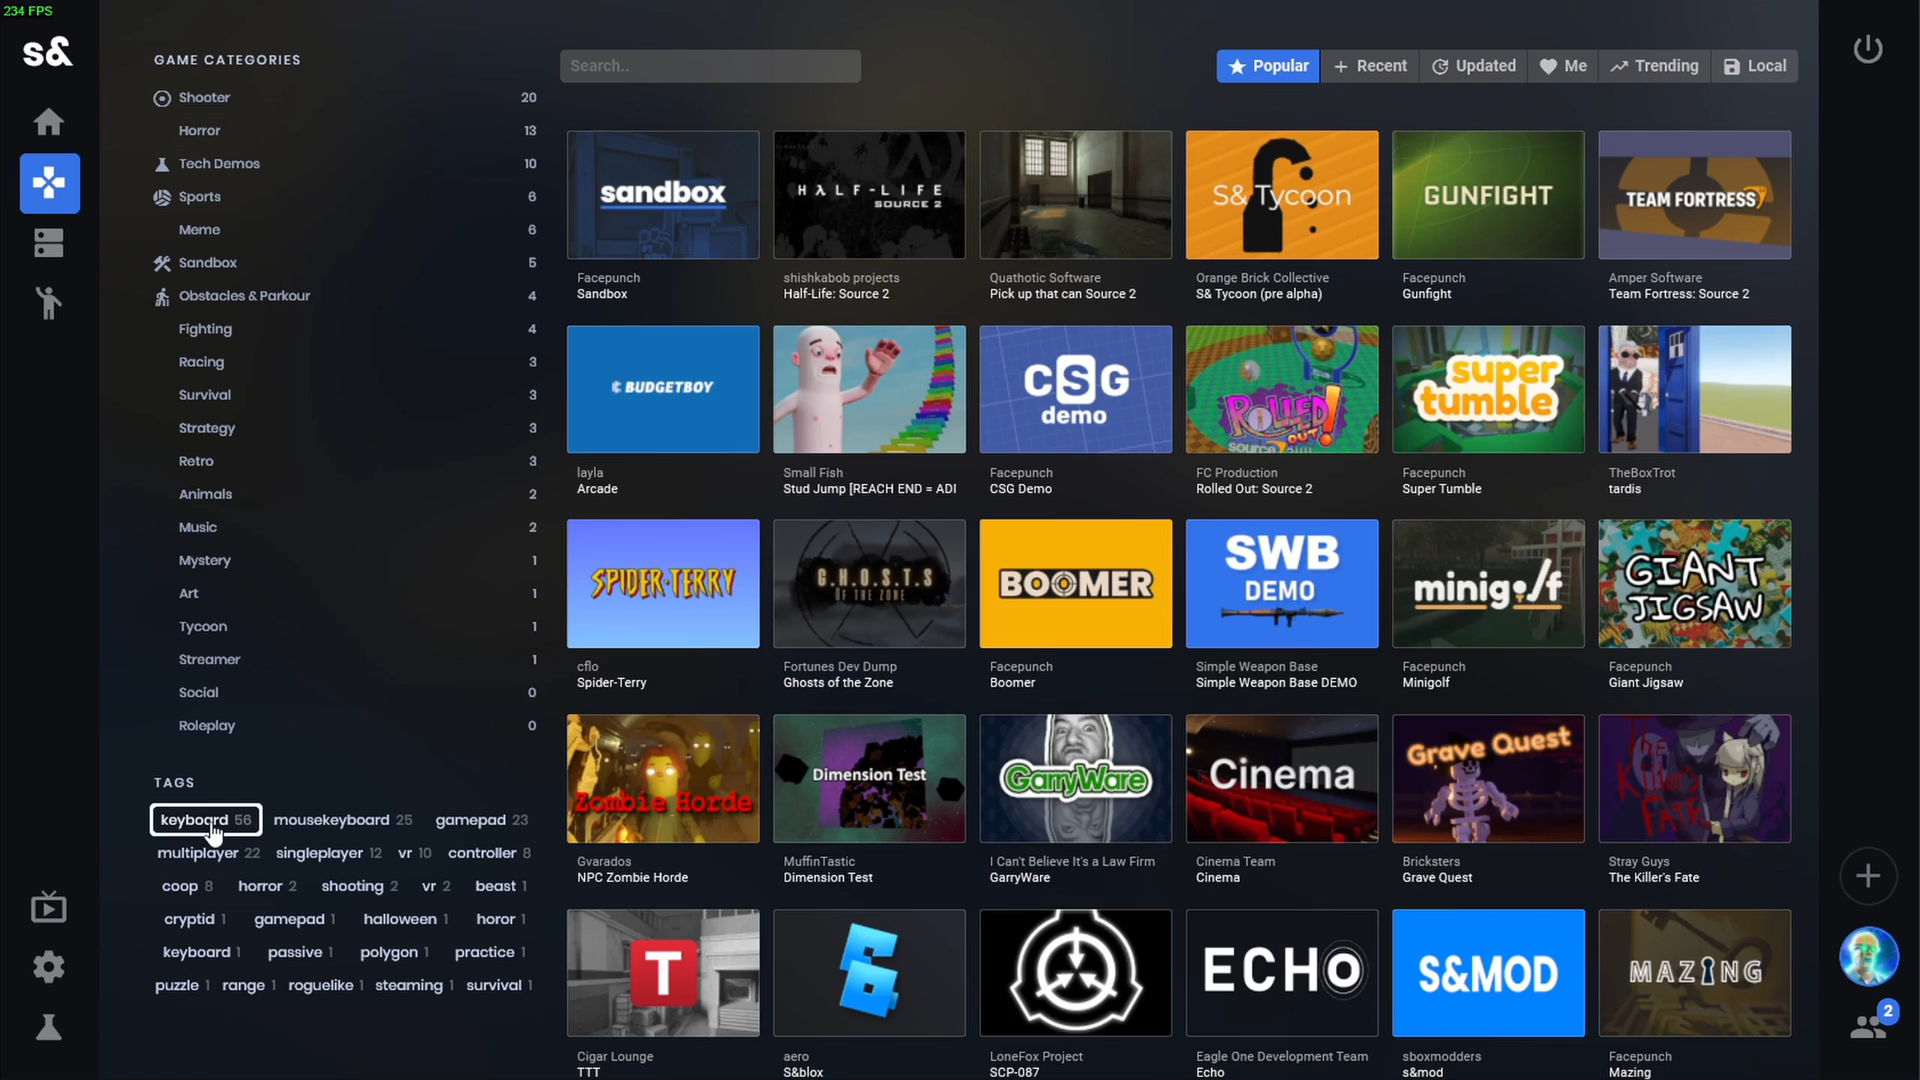 234 FPS
s&
GAME CATEGORIES
Shooter 20
Horror 13
Tech Demos 10
Sports 6
Meme 6
Sandbox 5
Obstacles & Parkour 4
Fighting 4
Racing 3
Survival 3
Strategy 3
Retro 3
Animals 2
Music 2
Mystery 1
Art 1
Tycoon 1
Streamer 1
Social 0
Roleplay 0
TAGS
keyboard 56 mousekeyboard 25 gamepad 23
multiplayer 22 singleplayer 12 vr 10 controller 8
coop 8 horror 2 shooting 2 vr 2 beast 1
cryptid 1 gamepad 1 halloween 1 horor 1
keyboard 1 passive 1 polygon 1 practice 1
puzzle 1 range 1 roguelike 1 steaming 1 survival 1
Search..
Popular Recent Updated Me Trending Local
sandbox
Facepunch
Sandbox
HλLF-LIFE
SOURCE 2
shishkabob projects
Half-Life: Source 2
Quathotic Software
Pick up that can Source 2
S& Tycoon
Orange Brick Collective
S& Tycoon (pre alpha)
GUNFIGHT
Facepunch
Gunfight
TEAM FORTRESS
Amper Software
Team Fortress: Source 2
BUDGETBOY
layla
Arcade
Small Fish
Stud Jump [REACH END = ADI
CSG
demo
Facepunch
CSG Demo
ROLLED
OUT!
source 2
FC Production
Rolled Out: Source 2
super
tumble
Facepunch
Super Tumble
TheBoxTrot
tardis
SPIDER-TERRY
cflo
Spider-Terry
G.H.O.S.T.S
OF THE ZONE
Fortunes Dev Dump
Ghosts of the Zone
BOOMER
Facepunch
Boomer
SWB
DEMO
Simple Weapon Base
Simple Weapon Base DEMO
minigolf
Facepunch
Minigolf
GIANT
JIGSAW
Facepunch
Giant Jigsaw
Zombie Horde
Gvarados
NPC Zombie Horde
Dimension Test
MuffinTastic
Dimension Test
GarryWare
I Can't Believe It's a Law Firm
GarryWare
Cinema
Cinema Team
Cinema
Grave Quest
Bricksters
Grave Quest
The Killer's
FATE
Stray Guys
The Killer's Fate
T
Cigar Lounge
TTT
aero
S&blox
LoneFox Project
SCP-087
ECHO
Eagle One Development Team
Echo
S&MOD
sboxmodders
s&mod
MAZING
Facepunch
Mazing
2